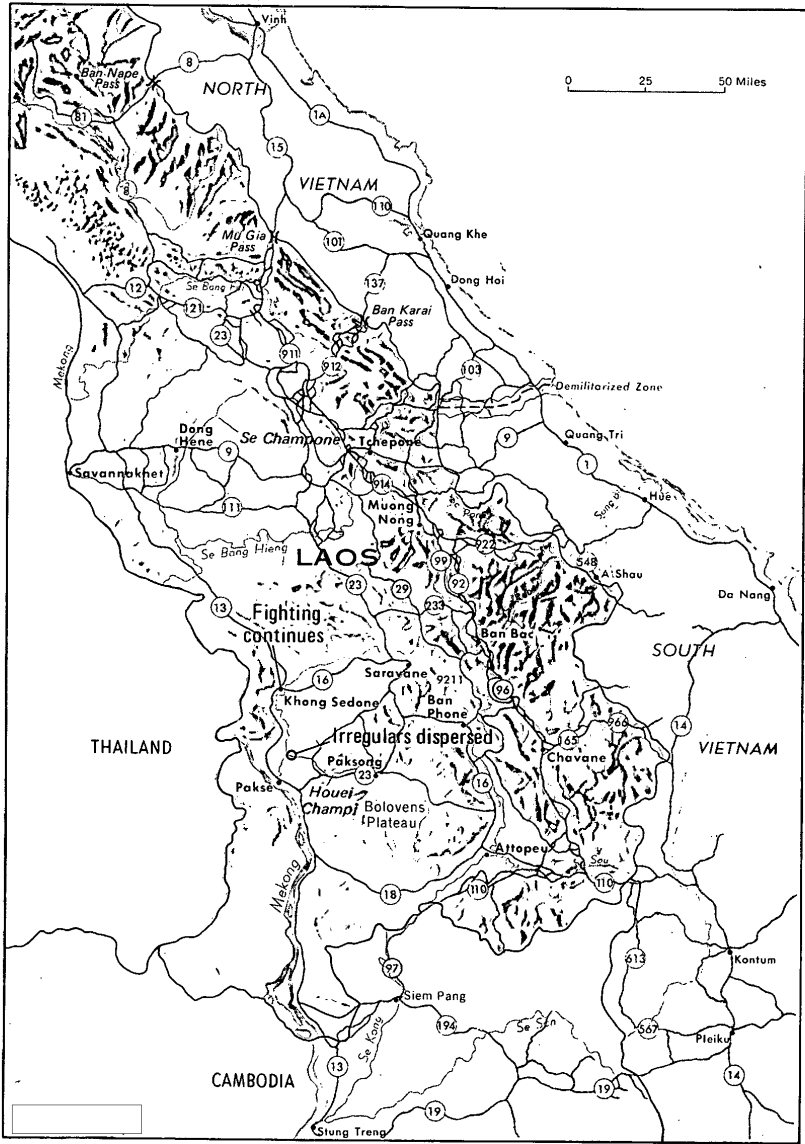 Vinh
Ban Nape
Pass
8
NORTH
0 25 50 Miles
81
1A
15
VIETNAM
8
110
Quang Khe
Mu Gia
Pass
101
137
Dong Hoi
12
Se Bang Fai
121
Ban Karai
Pass
23
911
912
Mekong
103
Demilitarized Zone
Dong
Hene
Se Champone
Tchepone
9
9
Quang Tri
Savannakhet
914
1
111
Muong
Nong
Hue
Se Bang Hieng
LAOS
922
99
548
A Shau
23
29
92
Da Nang
13
Fighting
continues
233
Ban Bac
SOUTH
Saravane
16
9211
96
Khong Sedone
Ban
Phone
966
14
THAILAND
Irregulars dispersed
165
VIETNAM
Paksong
Chavane
23
16
Pakse
Houei
Champi
Bolovens
Plateau
Attopeu
Sou
Mekong
18
110
110
613
Kontum
97
Siem Pang
194
Se San
567
Se Kong
Pleiku
13
14
CAMBODIA
19
19
Stung Treng